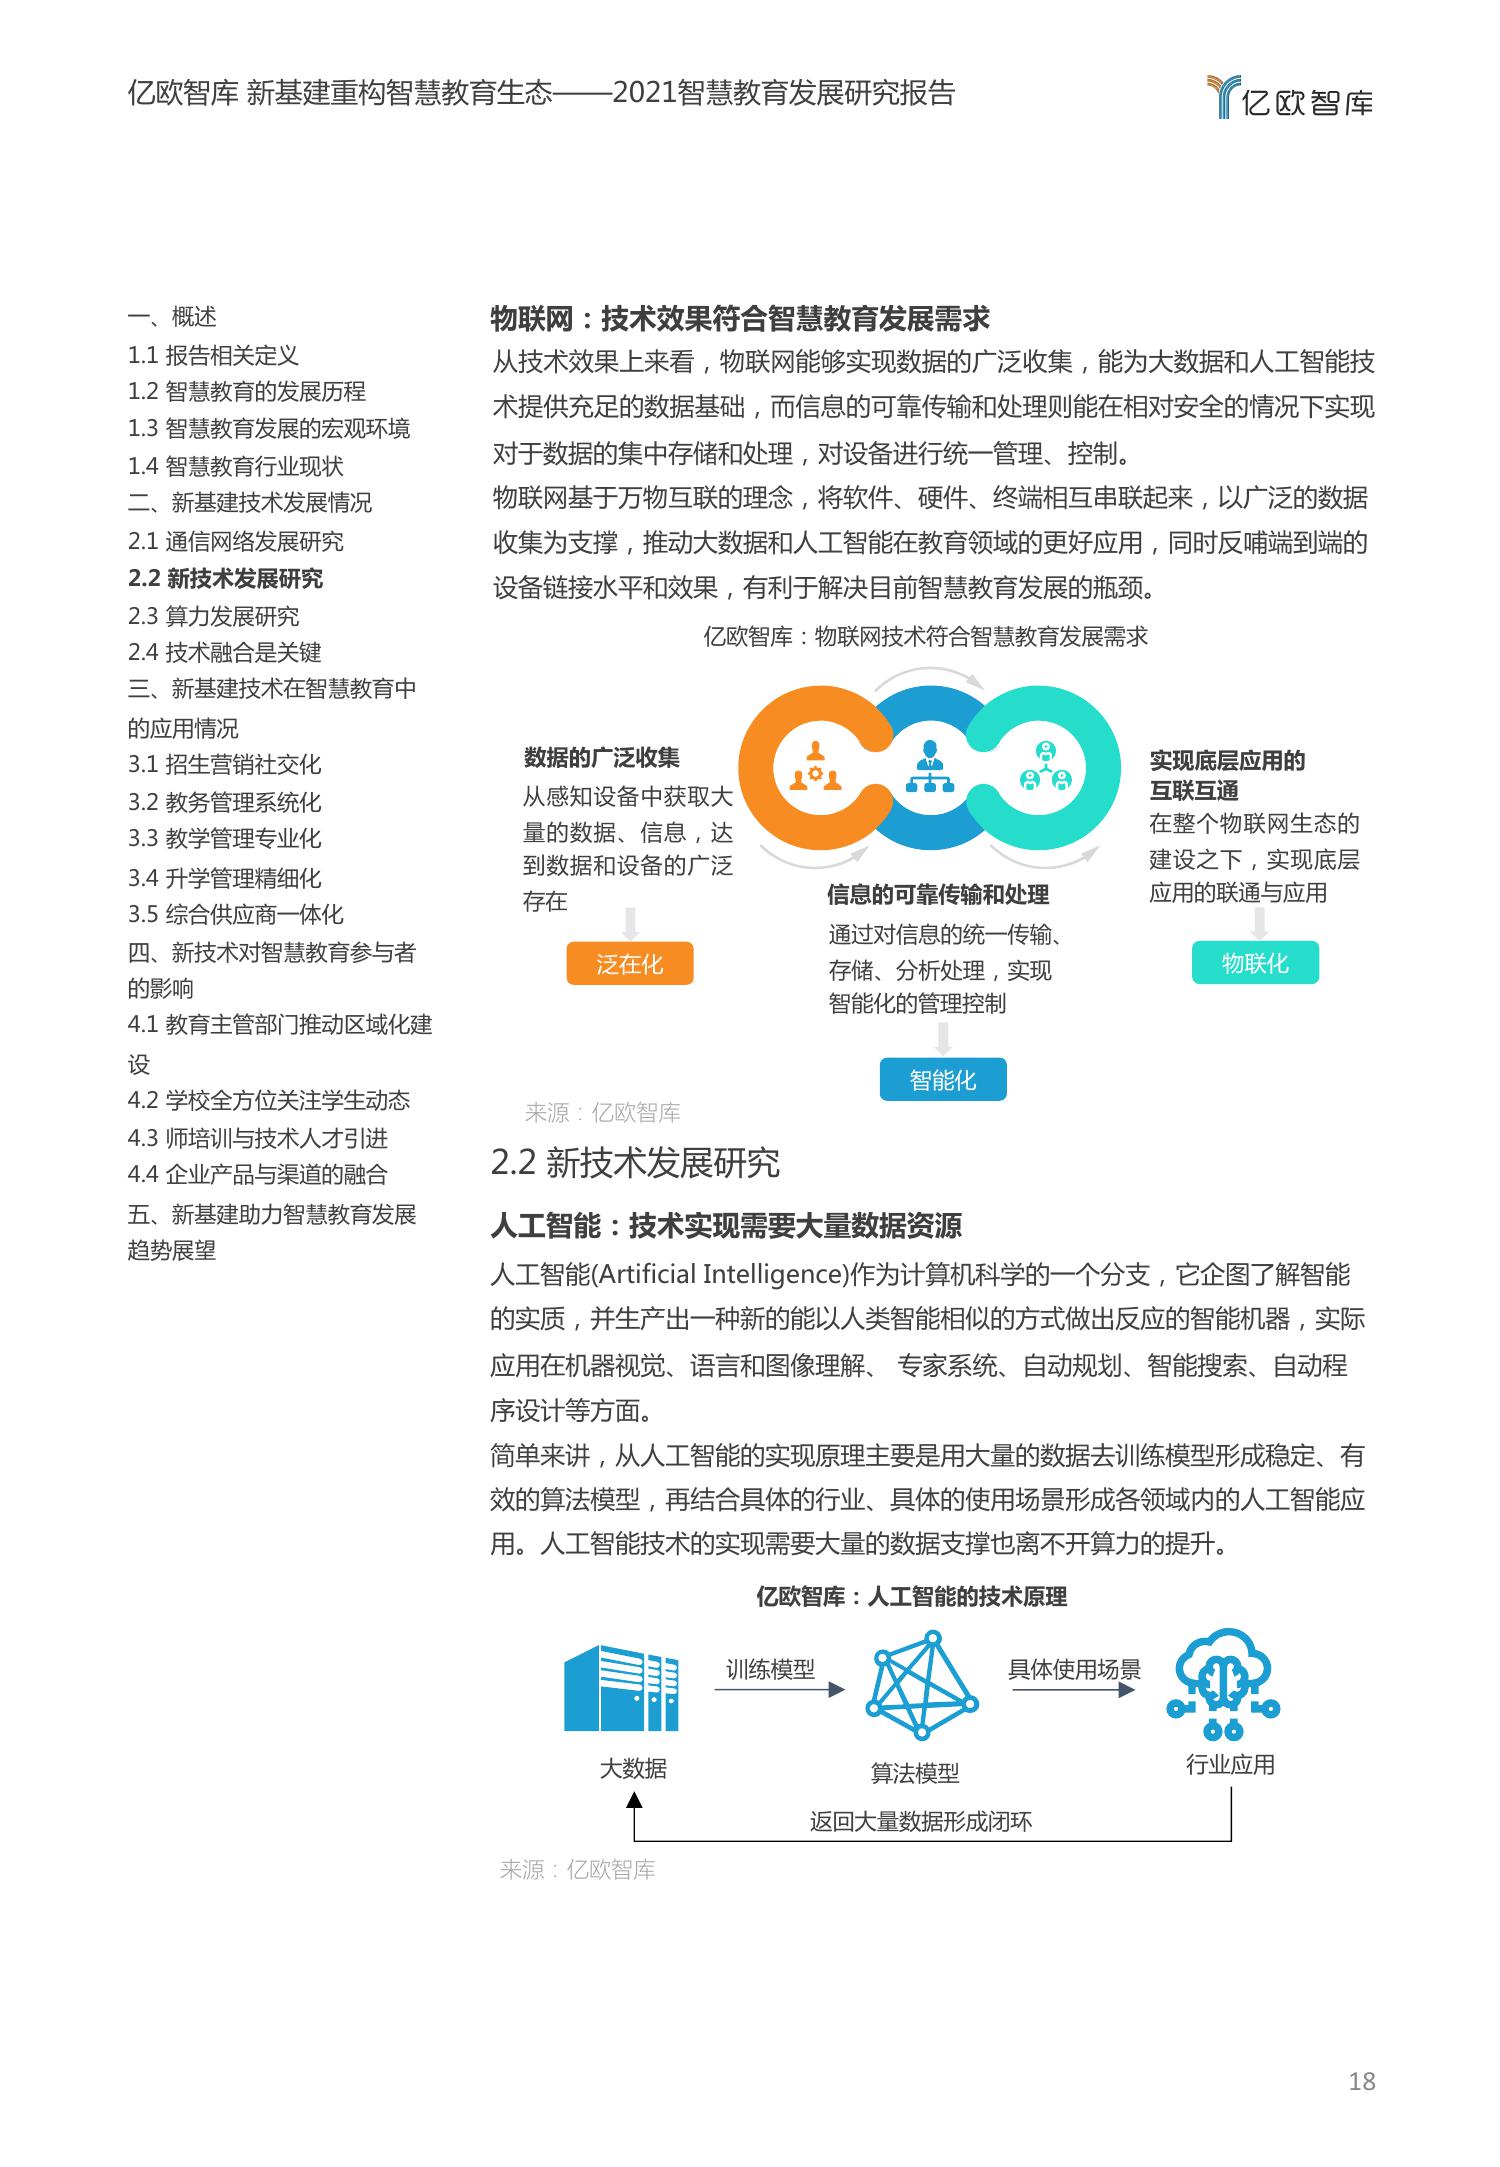 亿欧智库 新基建重构智慧教育生态——2021智慧教育发展研究报告
亿欧智库
一、概述
1.1 报告相关定义
1.2 智慧教育的发展历程
1.3 智慧教育发展的宏观环境
1.4 智慧教育行业现状
二、新基建技术发展情况
2.1 通信网络发展研究
2.2 新技术发展研究
2.3 算力发展研究
2.4 技术融合是关键
三、新基建技术在智慧教育中
的应用情况
3.1 招生营销社交化
3.2 教务管理系统化
3.3 教学管理专业化
3.4 升学管理精细化
3.5 综合供应商一体化
四、新技术对智慧教育参与者
的影响
4.1 教育主管部门推动区域化建
设
4.2 学校全方位关注学生动态
4.3 师培训与技术人才引进
4.4 企业产品与渠道的融合
五、新基建助力智慧教育发展
趋势展望
物联网：技术效果符合智慧教育发展需求
从技术效果上来看，物联网能够实现数据的广泛收集，能为大数据和人工智能技
术提供充足的数据基础，而信息的可靠传输和处理则能在相对安全的情况下实现
对于数据的集中存储和处理，对设备进行统一管理、控制。
物联网基于万物互联的理念，将软件、硬件、终端相互串联起来，以广泛的数据
收集为支撑，推动大数据和人工智能在教育领域的更好应用，同时反哺端到端的
设备链接水平和效果，有利于解决目前智慧教育发展的瓶颈。
亿欧智库：物联网技术符合智慧教育发展需求
数据的广泛收集
从感知设备中获取大
量的数据、信息，达
到数据和设备的广泛
存在
泛在化
信息的可靠传输和处理
通过对信息的统一传输、
存储、分析处理，实现
智能化的管理控制
智能化
实现底层应用的
互联互通
在整个物联网生态的
建设之下，实现底层
应用的联通与应用
物联化
来源：亿欧智库
2.2 新技术发展研究
人工智能：技术实现需要大量数据资源
人工智能(Artificial Intelligence)作为计算机科学的一个分支，它企图了解智能
的实质，并生产出一种新的能以人类智能相似的方式做出反应的智能机器，实际
应用在机器视觉、语言和图像理解、 专家系统、自动规划、智能搜索、自动程
序设计等方面。
简单来讲，从人工智能的实现原理主要是用大量的数据去训练模型形成稳定、有
效的算法模型，再结合具体的行业、具体的使用场景形成各领域内的人工智能应
用。人工智能技术的实现需要大量的数据支撑也离不开算力的提升。
亿欧智库：人工智能的技术原理
训练模型
具体使用场景
大数据
算法模型
行业应用
返回大量数据形成闭环
来源：亿欧智库
18